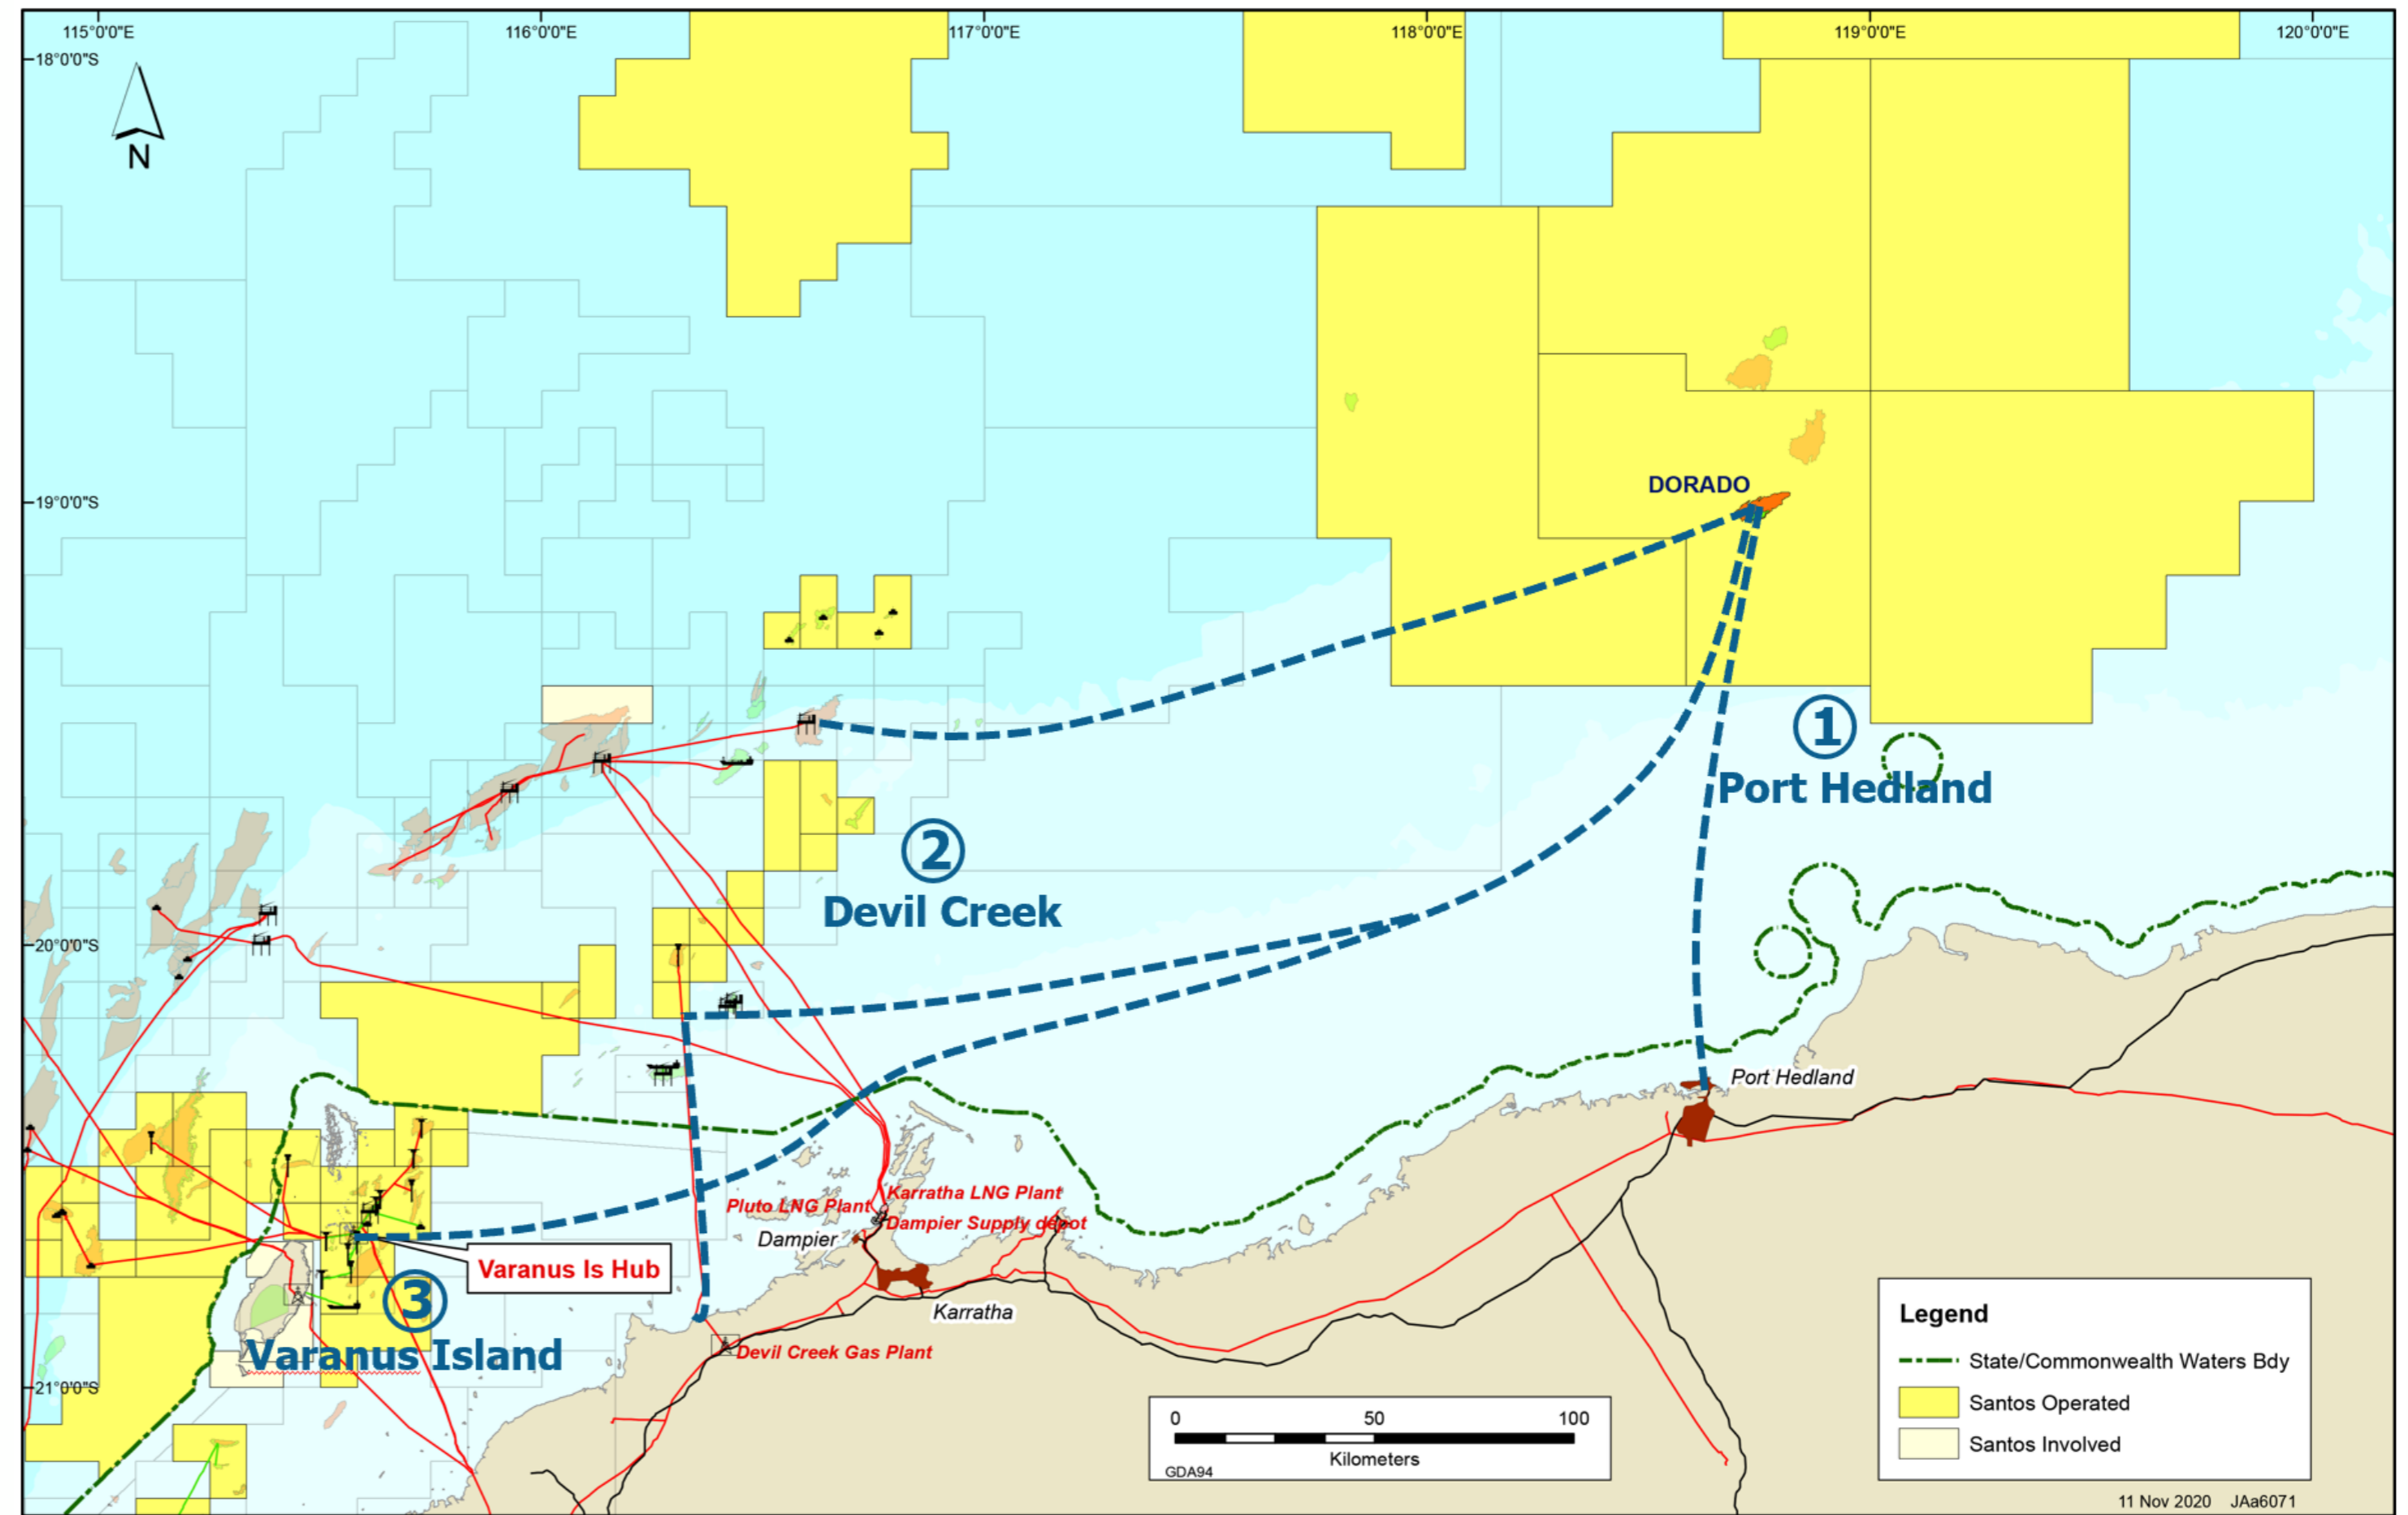 115°0'0"E
116°0'0"E
117°0'0"E
118°0'0"E
119°0'0"E
120°0'0"E
18°0'0"S
N
DORADO
19°0'0"S
①
Port Hedland
②
Devil Creek
20°0'0"S
Port Hedland
Karratha LNG Plant
Pluto LNG Plant
Dampier Supply depot
Dampier
Varanus Is Hub
③
Karratha
Varanus Island
Devil Creek Gas Plant
21°0'0"S
Legend
State/Commonwealth Waters Bdy
Santos Operated
Santos Involved
0 50 100
Kilometers
GDA94
11 Nov 2020 JAa6071